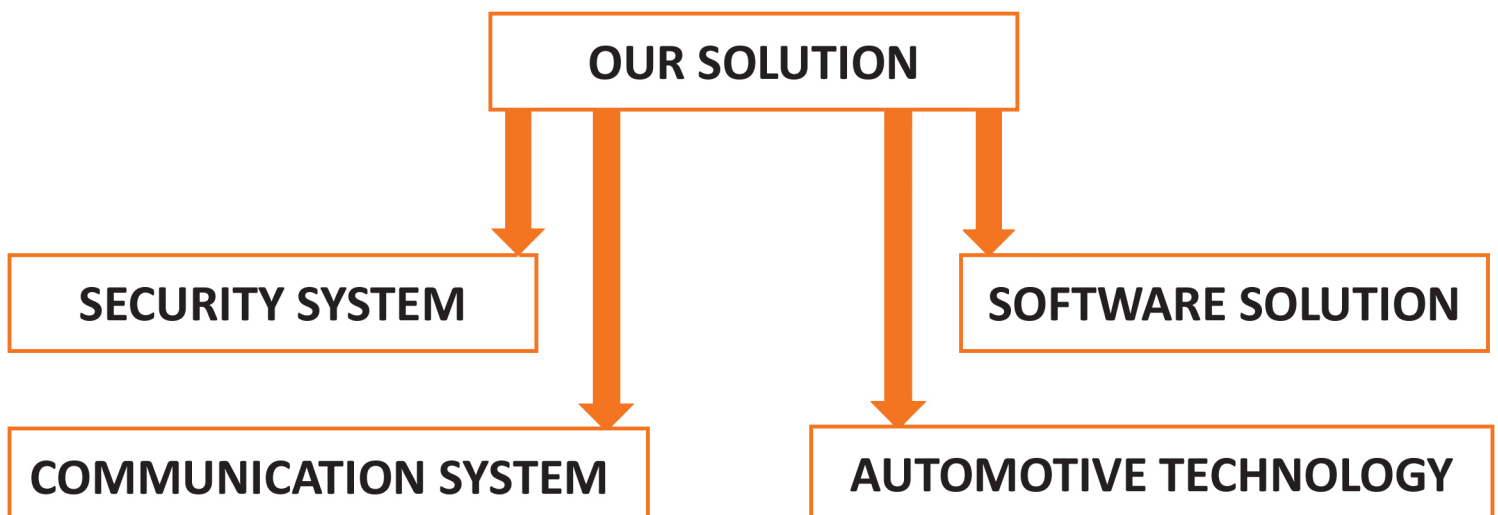 OUR SOLUTION
SECURITY SYSTEM
SOFTWARE SOLUTION
COMMUNICATION SYSTEM
AUTOMOTIVE TECHNOLOGY